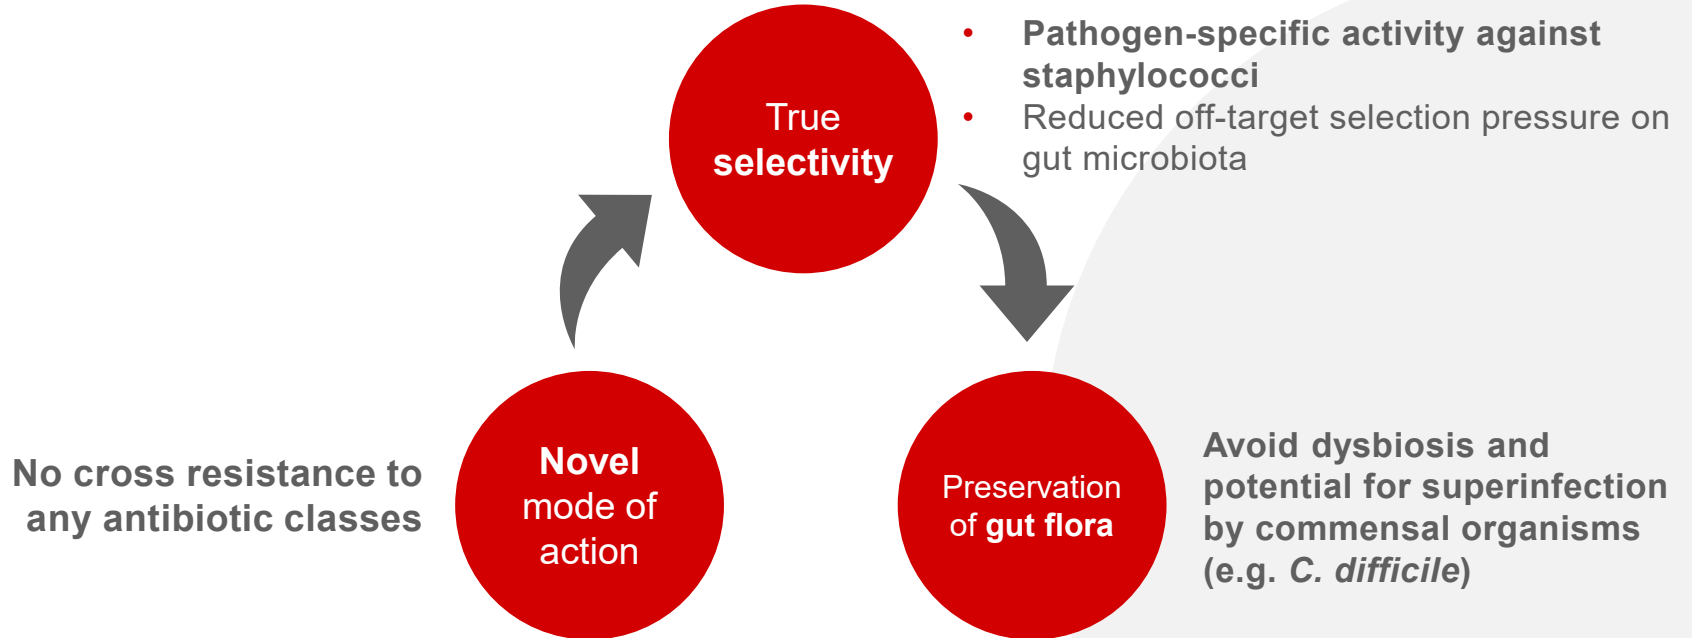 True
selectivity
• Pathogen-specific activity against
staphylococci
• Reduced off-target selection pressure on
gut microbiota
No cross resistance to
any antibiotic classes
Novel
mode of
action
Preservation
of gut flora
Avoid dysbiosis and
potential for superinfection
by commensal organisms
(e.g. C. difficile)